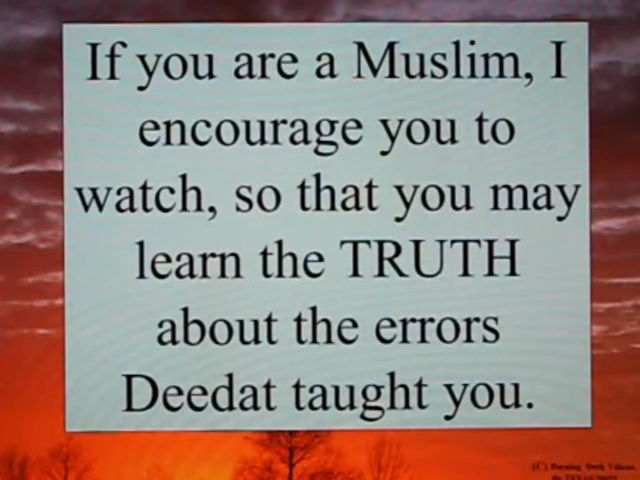 If you are a Muslim, I
encourage you to
watch, so that you may
learn the TRUTH
about the errors
Deedat taught you.